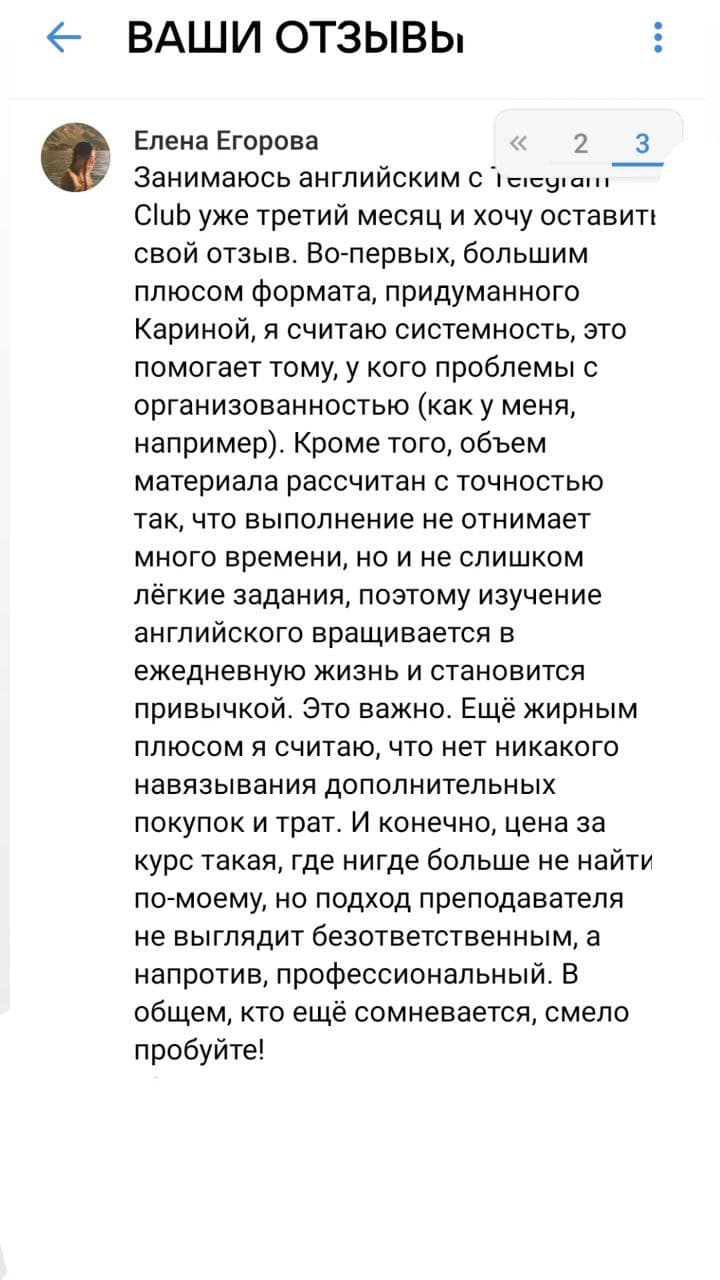 ВАШИ ОТЗЫВЫ
Елена Егорова
« 2 3
Занимаюсь английским с Telegram
Club уже третий месяц и хочу оставить
свой отзыв. Во-первых, большим
плюсом формата, придуманного
Кариной, я считаю системность, это
помогает тому, у кого проблемы с
организованностью (как у меня,
например). Кроме того, объем
материала рассчитан с точностью
так, что выполнение не отнимает
много времени, но и не слишком
лёгкие задания, поэтому изучение
английского вращивается в
ежедневную жизнь и становится
привычкой. Это важно. Ещё жирным
плюсом я считаю, что нет никакого
навязывания дополнительных
покупок и трат. И конечно, цена за
курс такая, где нигде больше не найти
по-моему, но подход преподавателя
не выглядит безответственным, а
напротив, профессиональный. В
общем, кто ещё сомневается, смело
пробуйте!